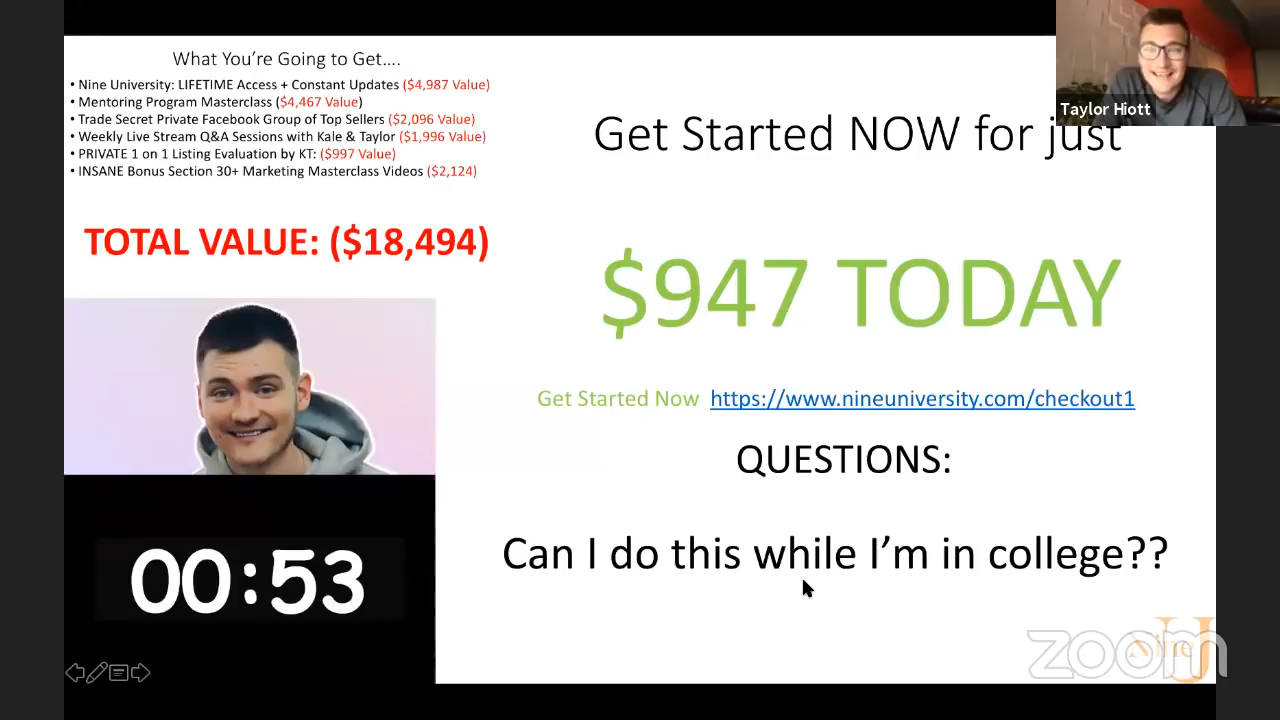 What You're Going to Get....
• Nine University: LIFETIME Access + Constant Updates ($4,987 Value)
• Mentoring Program Masterclass ($4,467 Value)
• Trade Secret Private Facebook Group of Top Sellers ($2,096 Value)
• Weekly Live Stream Q&A Sessions with Kale & Taylor ($1,996 Value)
• PRIVATE 1 on 1 Listing Evaluation by KT: ($997 Value)
• INSANE Bonus Section 30+ Marketing Masterclass Videos ($2,124)
TOTAL VALUE: ($18,494)
00:53
Taylor Hiott
Get Started NOW for just
$947 TODAY
Get Started Now https://www.nineuniversity.com/checkout1
QUESTIONS:
Can I do this while I'm in college??
Nine U
zoom